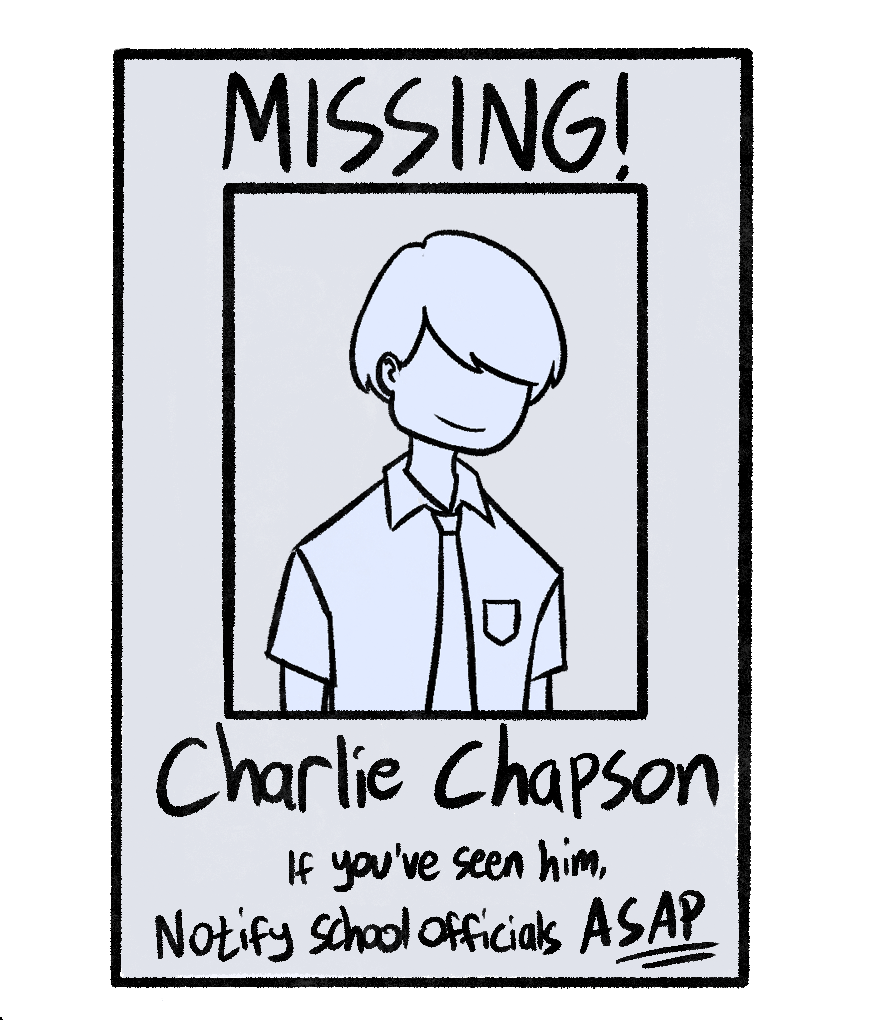 MISSING!
Charlie Chapson
If you've seen him,
Notify school officials ASAP